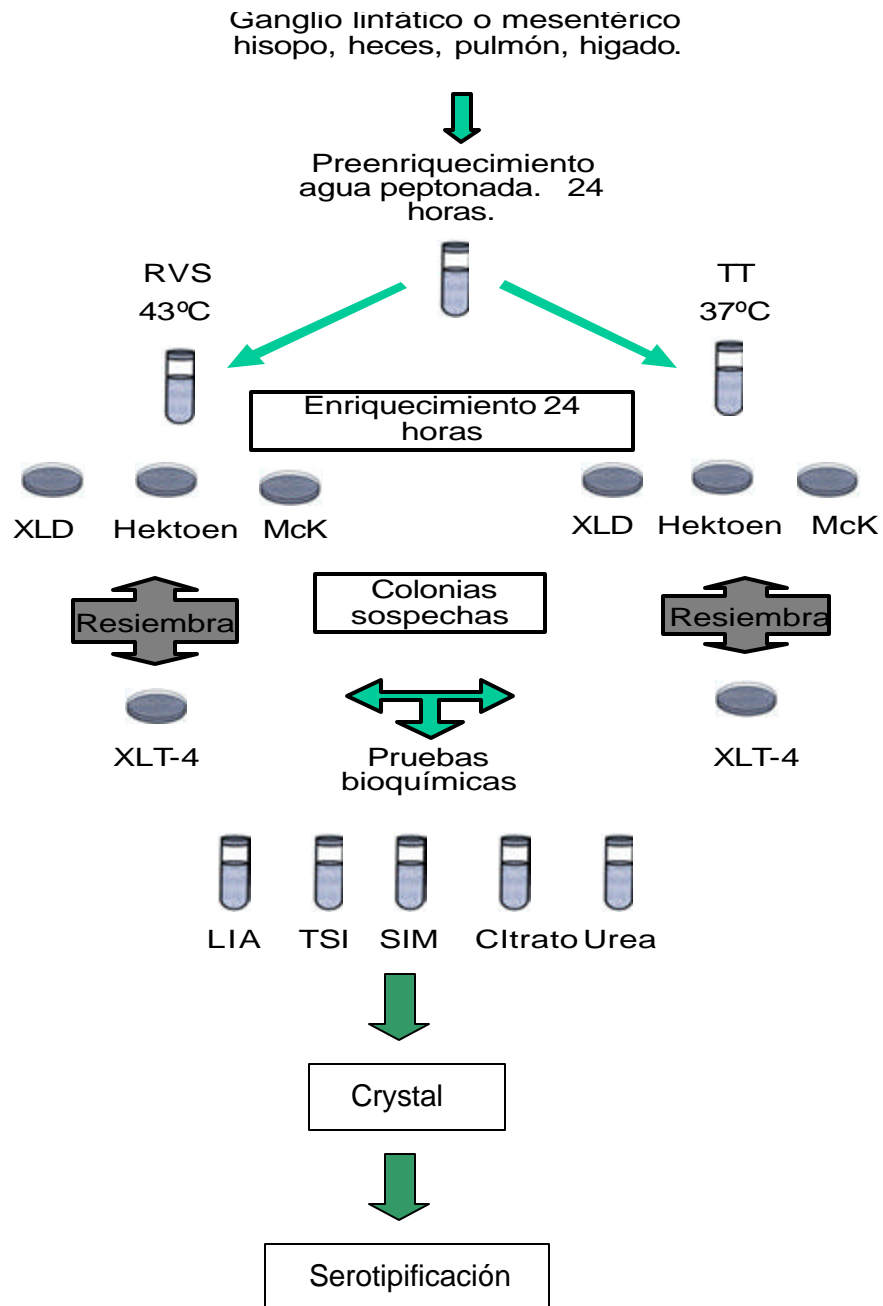 Ganglio linfático o mesentérico
hisopo, heces, pulmón, higado.
Preenriquecimiento
agua peptonada. 24
horas.
RVS
43ºC
TT
37ºC
Enriquecimiento 24
horas
XLD Hektoen McK
XLD Hektoen McK
Resiembra
Colonias
sospechas
Resiembra
XLT-4
XLT-4
Pruebas
bioquímicas
LIA TSI SIM CItrato Urea
Crystal
Serotipificación